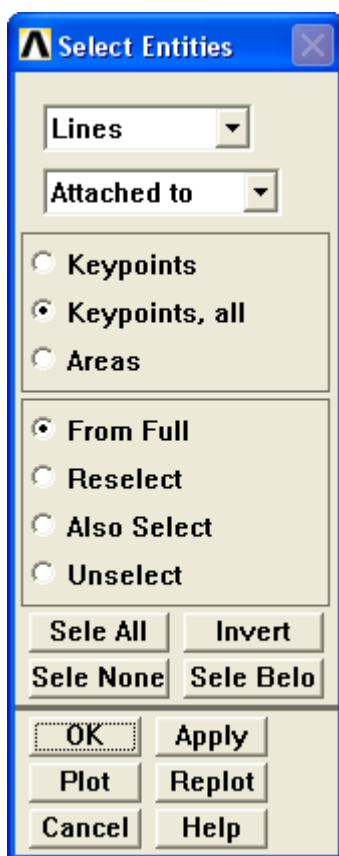 Select Entities
Lines
Attached to
Keypoints
Keypoints, all
Areas
From Full
Reselect
Also Select
Unselect
Sele All Invert
Sele None Sele Belo
OK Apply
Plot Replot
Cancel Help